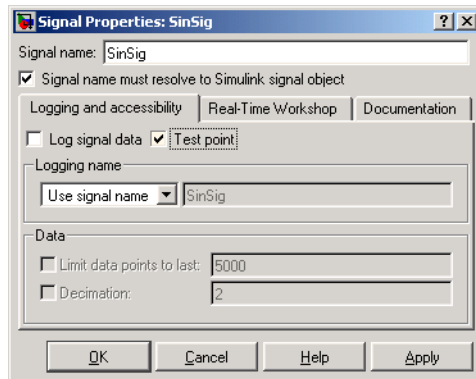 Signal Properties: SinSig
Signal name: SinSig
Signal name must resolve to Simulink signal object
Logging and accessibility Real-Time Workshop Documentation
Log signal data Test point
Logging name
Use signal name SinSig
Data
Limit data points to last: 5000
Decimation: 2
OK Cancel Help Apply